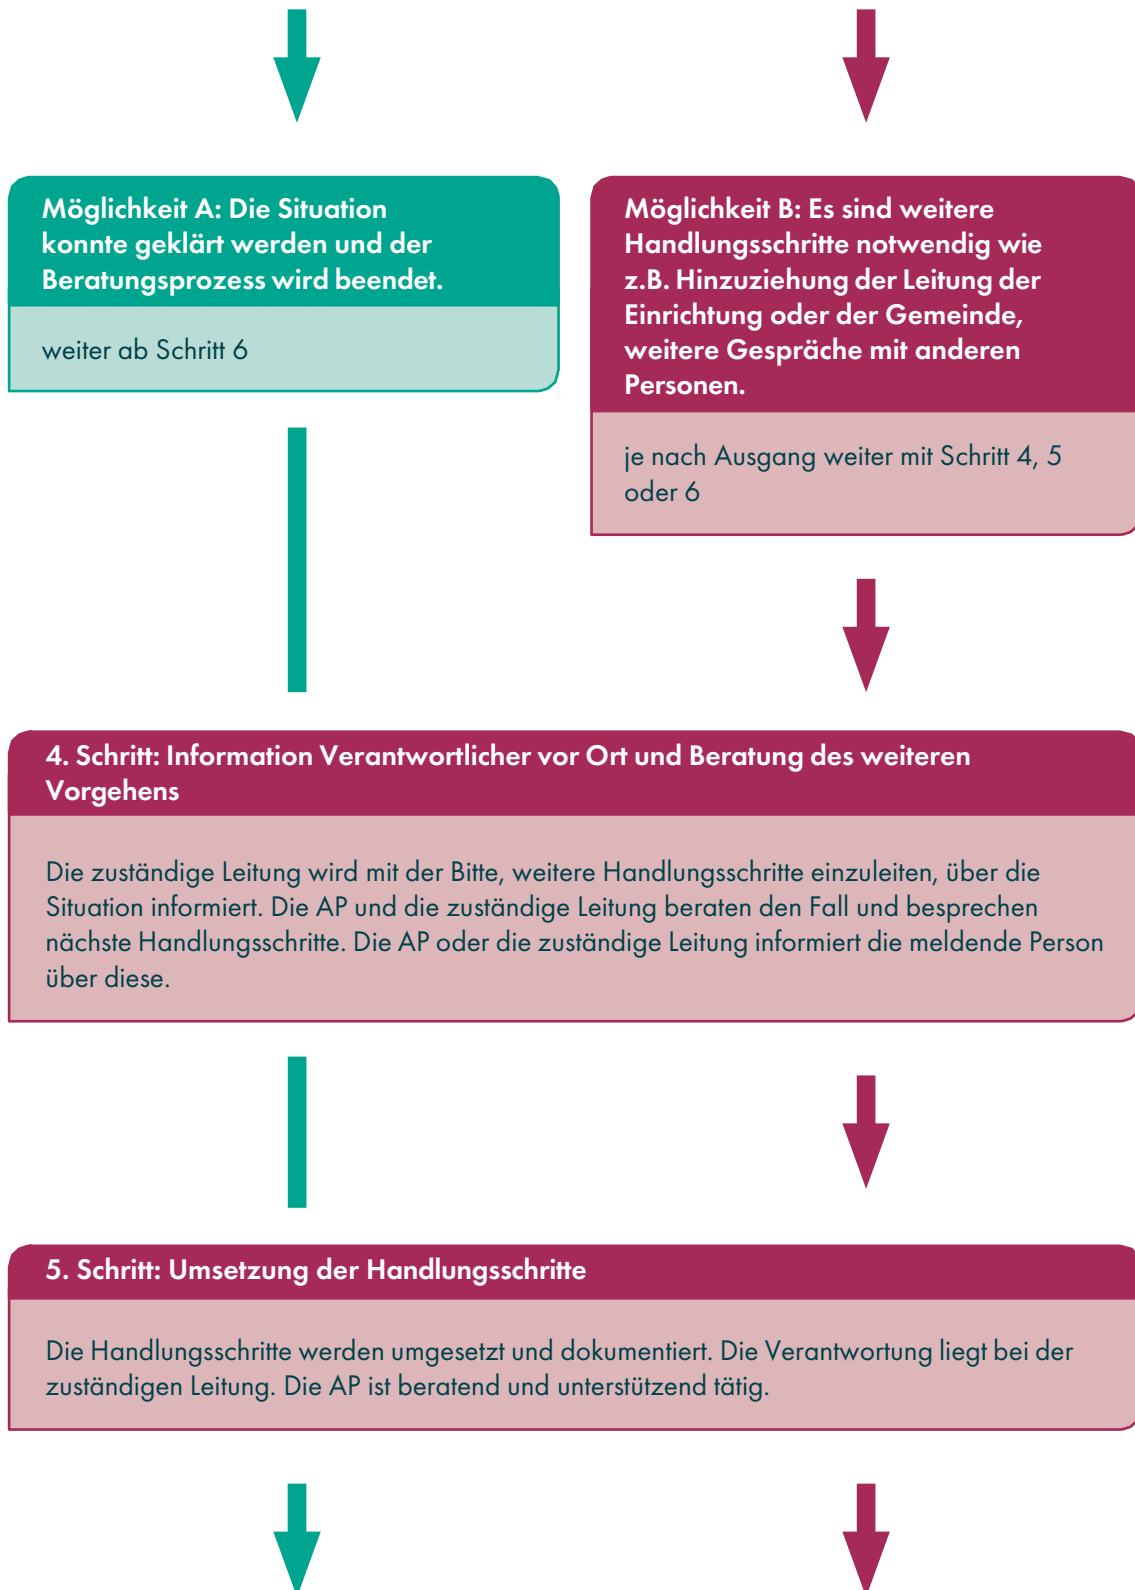 Möglichkeit A: Die Situation
konnte geklärt werden und der
Beratungsprozess wird beendet.
weiter ab Schritt 6
Möglichkeit B: Es sind weitere
Handlungsschritte notwendig wie
z.B. Hinzuziehung der Leitung der
Einrichtung oder der Gemeinde,
weitere Gespräche mit anderen
Personen.
je nach Ausgang weiter mit Schritt 4, 5
oder 6
4. Schritt: Information Verantwortlicher vor Ort und Beratung des weiteren
Vorgehens
Die zuständige Leitung wird mit der Bitte, weitere Handlungsschritte einzuleiten, über die
Situation informiert. Die AP und die zuständige Leitung beraten den Fall und besprechen
nächste Handlungsschritte. Die AP oder die zuständige Leitung informiert die meldende Person
über diese.
5. Schritt: Umsetzung der Handlungsschritte
Die Handlungsschritte werden umgesetzt und dokumentiert. Die Verantwortung liegt bei der
zuständigen Leitung. Die AP ist beratend und unterstützend tätig.